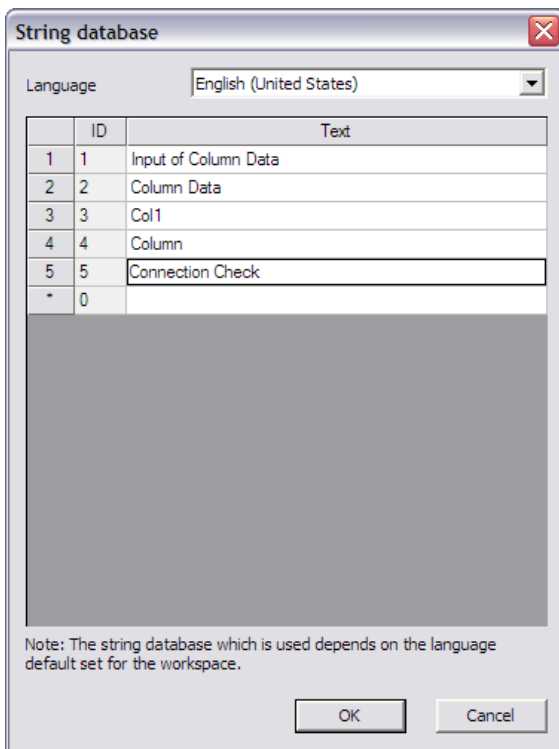 String database
Language English (United States)
ID Text
1 1 Input of Column Data
2 2 Column Data
3 3 Col1
4 4 Column
5 5 Connection Check
* 0
Note: The string database which is used depends on the language
default set for the workspace.
OK Cancel